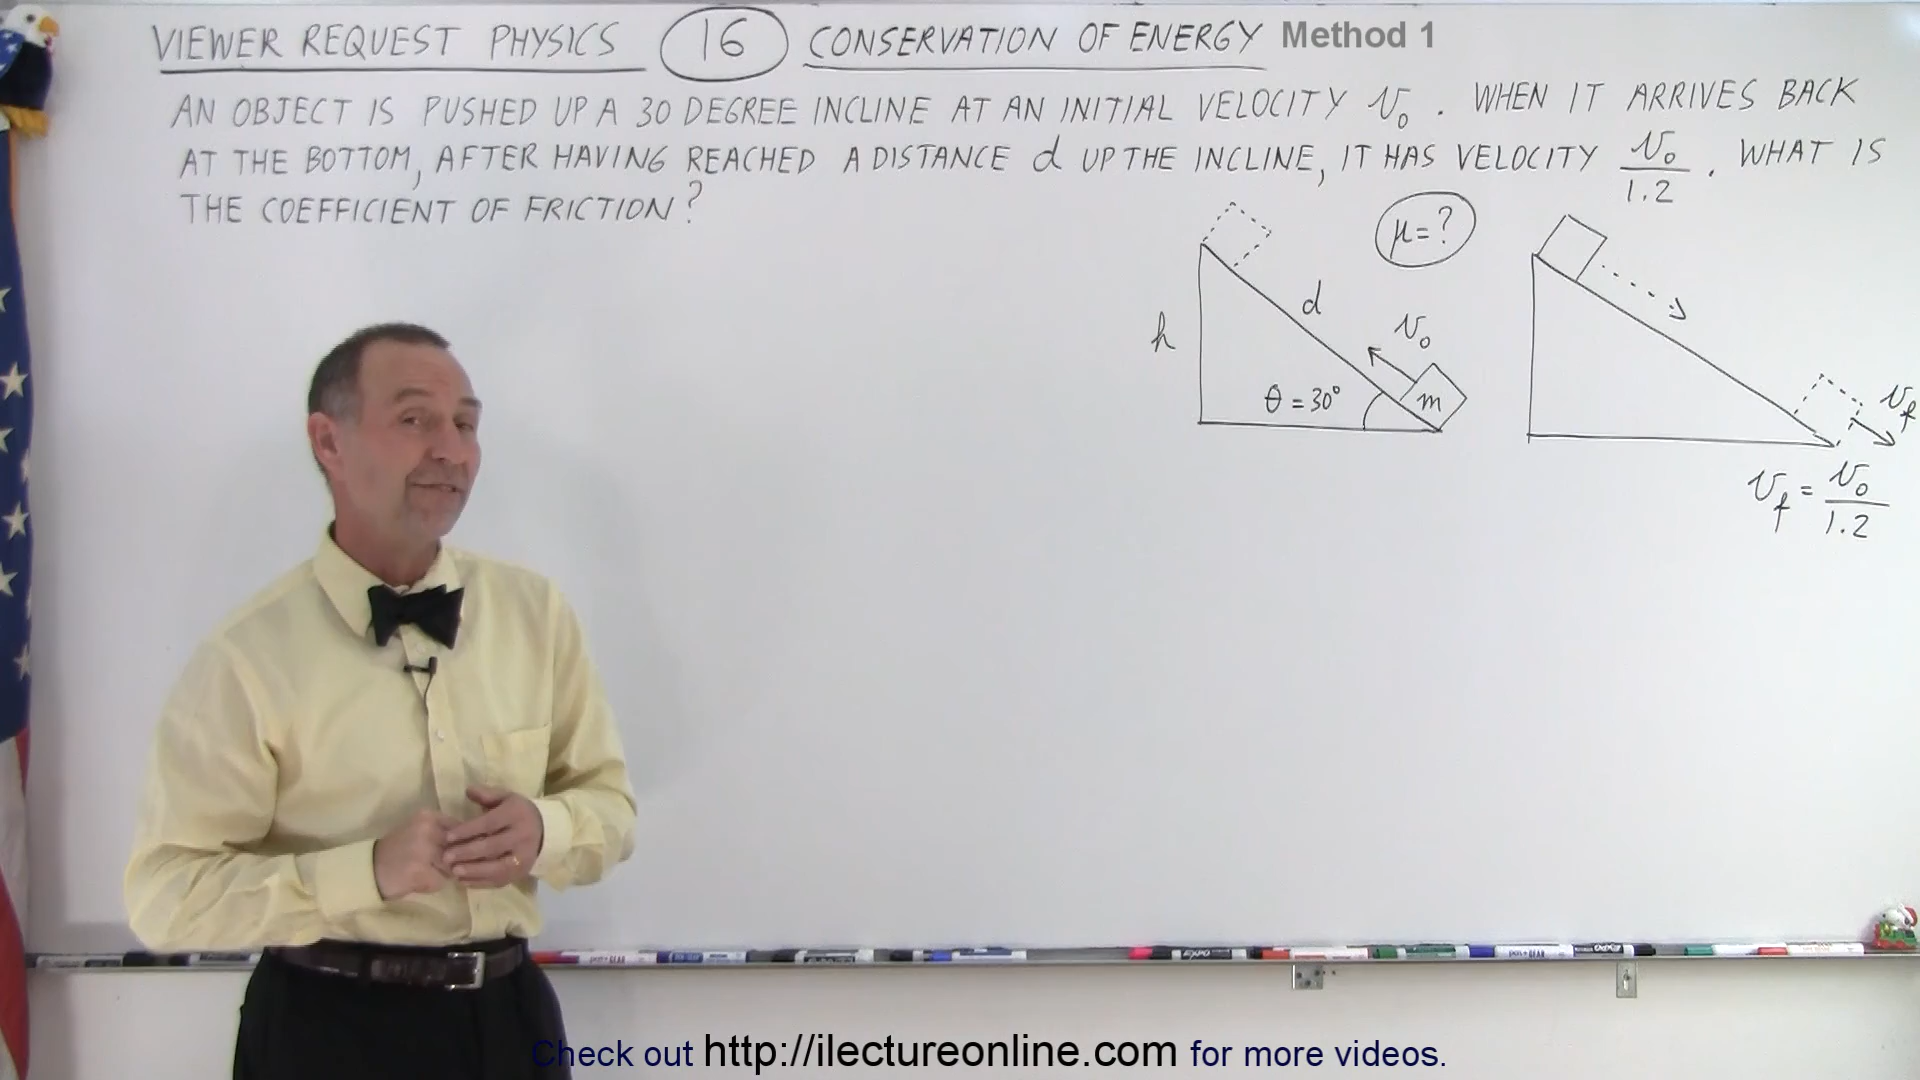 VIEWER REQUEST PHYSICS 16 CONSERVATION OF ENERGY Method 1
AN OBJECT IS PUSHED UP A 30 DEGREE INCLINE AT AN INITIAL VELOCITY v₀. WHEN IT ARRIVES BACK
AT THE BOTTOM, AFTER HAVING REACHED A DISTANCE d UP THE INCLINE, IT HAS VELOCITY v₀/1.2. WHAT IS
THE COEFFICIENT OF FRICTION?
μ=?
d
h
v₀
θ = 30°
m
v_f
v_f = v₀/1.2
Check out http://ilectureonline.com for more videos.